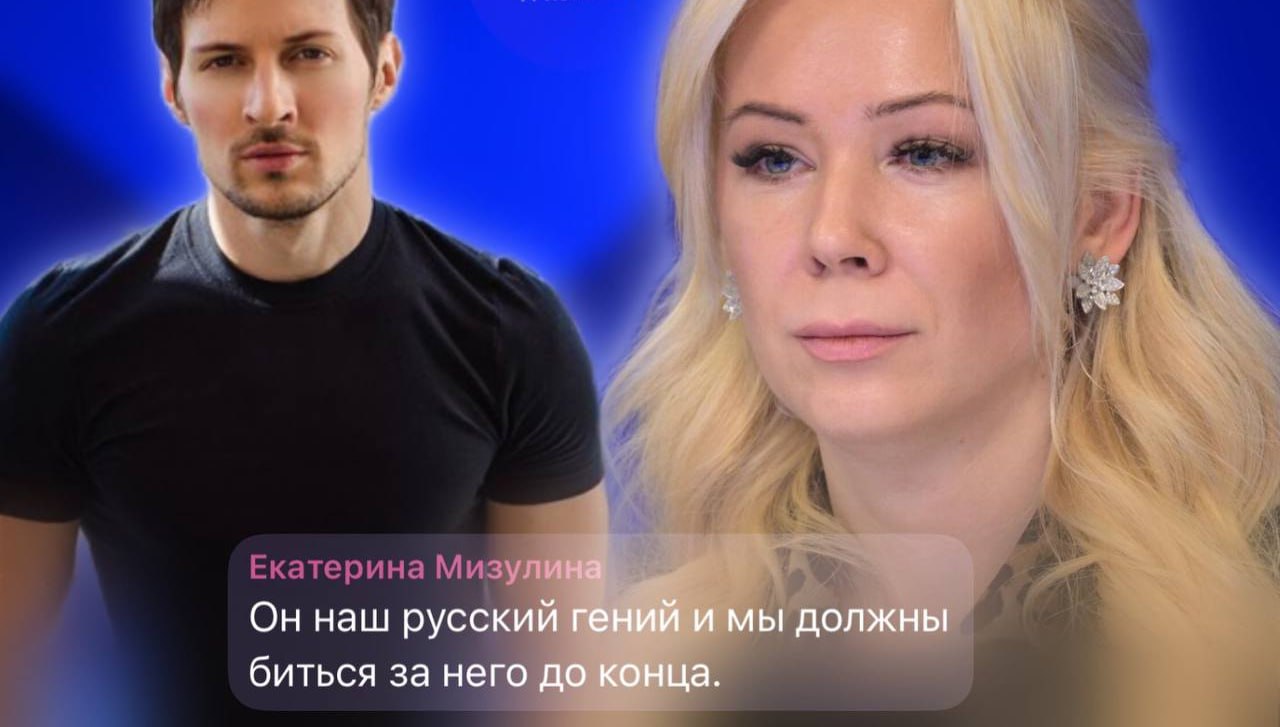 Екатерина Мизулина
Он наш русский гений и мы должны
биться за него до конца.